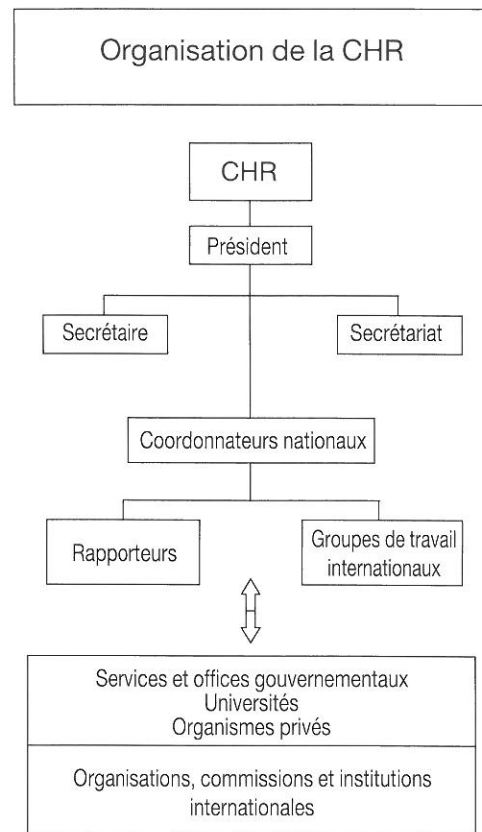 Organisation de la CHR
CHR
Président
Secrétaire
Secrétariat
Coordonnateurs nationaux
Rapporteurs
Groupes de travail
internationaux
Services et offices gouvernementaux
Universités
Organismes privés
Organisations, commissions et institutions
internationales